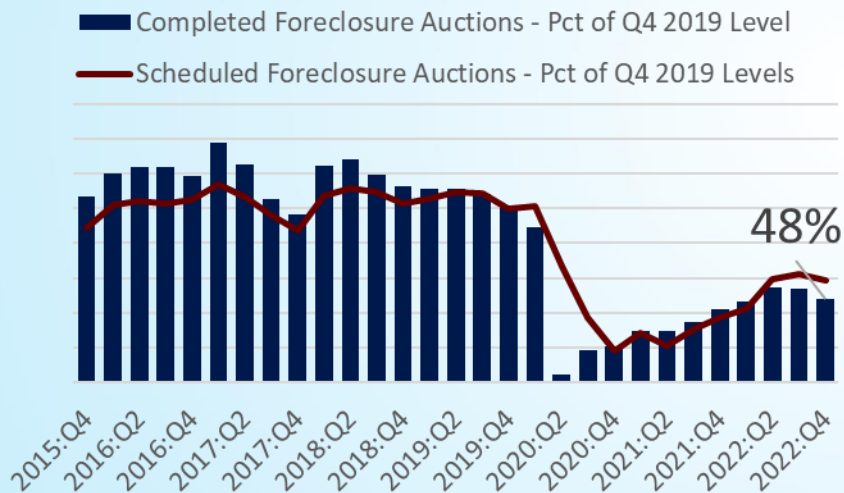 Completed Foreclosure Auctions - Pct of Q4 2019 Level
Scheduled Foreclosure Auctions - Pct of Q4 2019 Levels
48%
2015:Q4
2016:Q2
2016:Q4
2017:Q2
2017:Q4
2018:Q2
2018:Q4
2019:Q2
2019:Q4
2020:Q2
2020:Q4
2021:Q2
2021:Q4
2022:Q2
2022:Q4